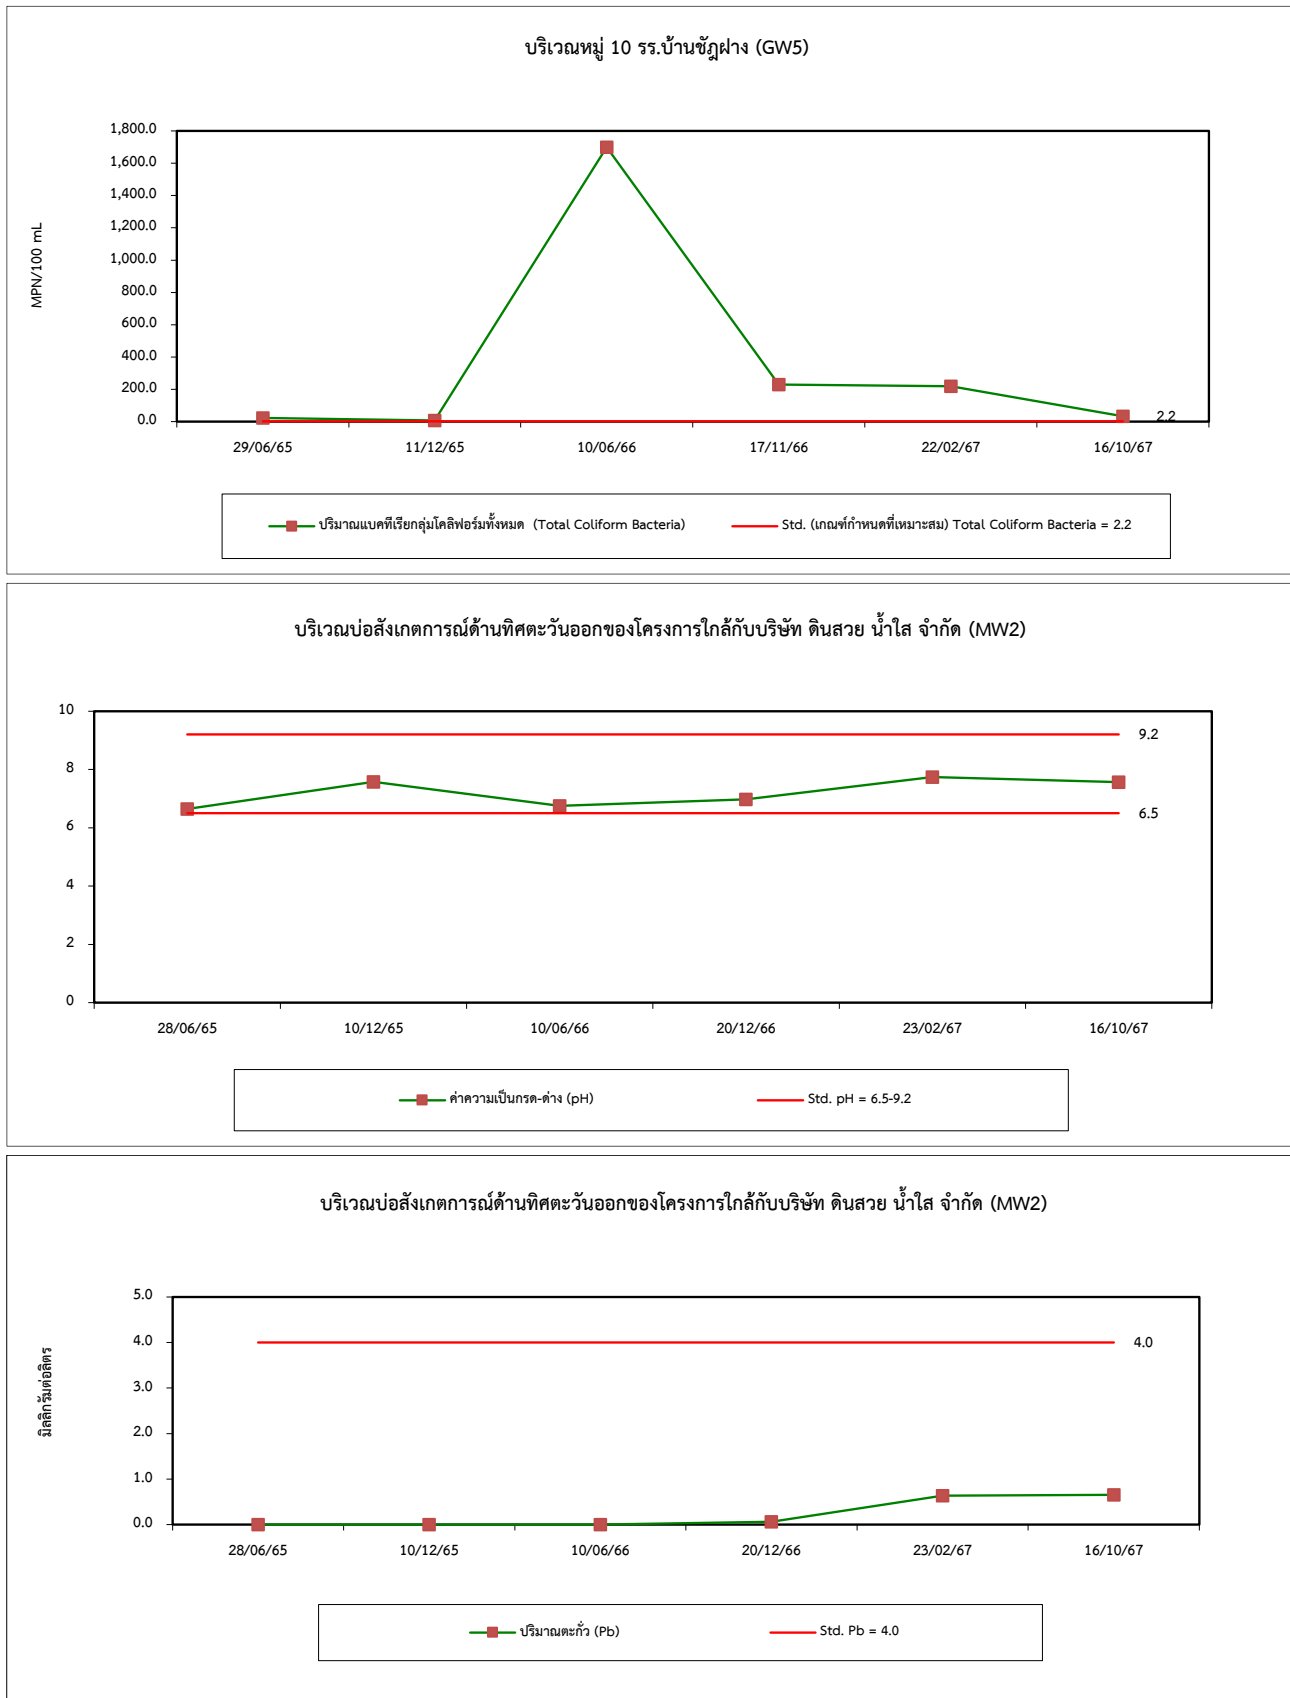 บริเวณหมู่ 10 รร.บ้านชัฎฝาง (GW5)
MPN/100 mL
1,800.0
1,600.0
1,400.0
1,200.0
1,000.0
800.0
600.0
400.0
200.0
0.0
2.2
29/06/65 11/12/65 10/06/66 17/11/66 22/02/67 16/10/67
ปริมาณแบคทีเรียกลุ่มโคลิฟอร์มทั้งหมด (Total Coliform Bacteria) Std. (เกณฑ์กำหนดที่เหมาะสม) Total Coliform Bacteria = 2.2
บริเวณบ่อสังเกตการณ์ด้านทิศตะวันออกของโครงการใกล้กับบริษัท ดินสวย น้ำใส จำกัด (MW2)
10
9.2
8
6.5
6
4
2
0
28/06/65 10/12/65 10/06/66 20/12/66 23/02/67 16/10/67
ค่าความเป็นกรด-ด่าง (pH) Std. pH = 6.5-9.2
บริเวณบ่อสังเกตการณ์ด้านทิศตะวันออกของโครงการใกล้กับบริษัท ดินสวย น้ำใส จำกัด (MW2)
มิลลิกรัมต่อลิตร
5.0
4.0 4.0
3.0
2.0
1.0
0.0
28/06/65 10/12/65 10/06/66 20/12/66 23/02/67 16/10/67
ปริมาณตะกั่ว (Pb) Std. Pb = 4.0